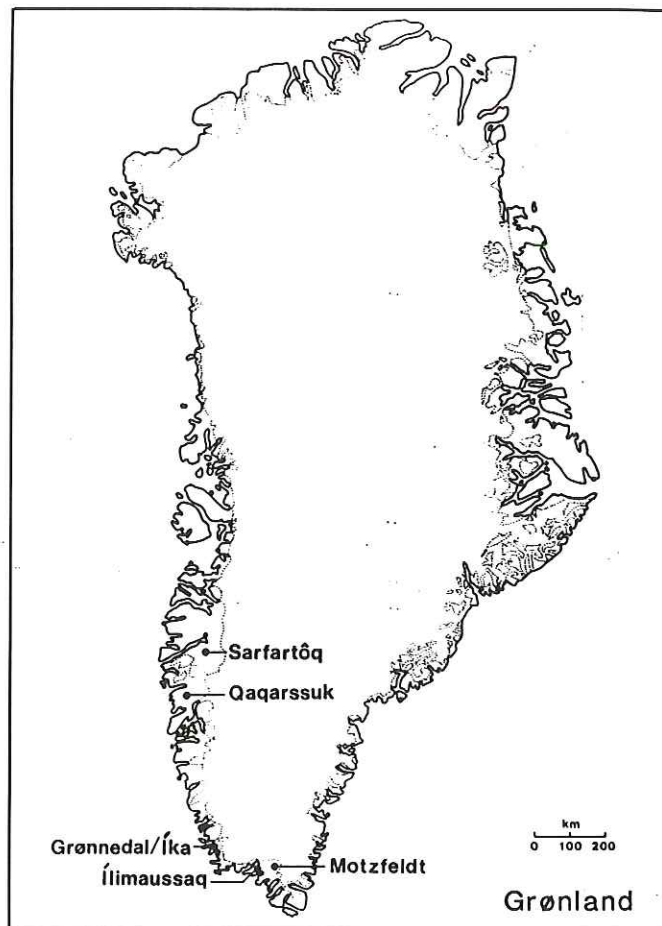 Sarfartôq
Qaqarssuk
Grønnedal/Íka
Motzfeldt
Ílimaussaq
km
0 100 200
Grønland